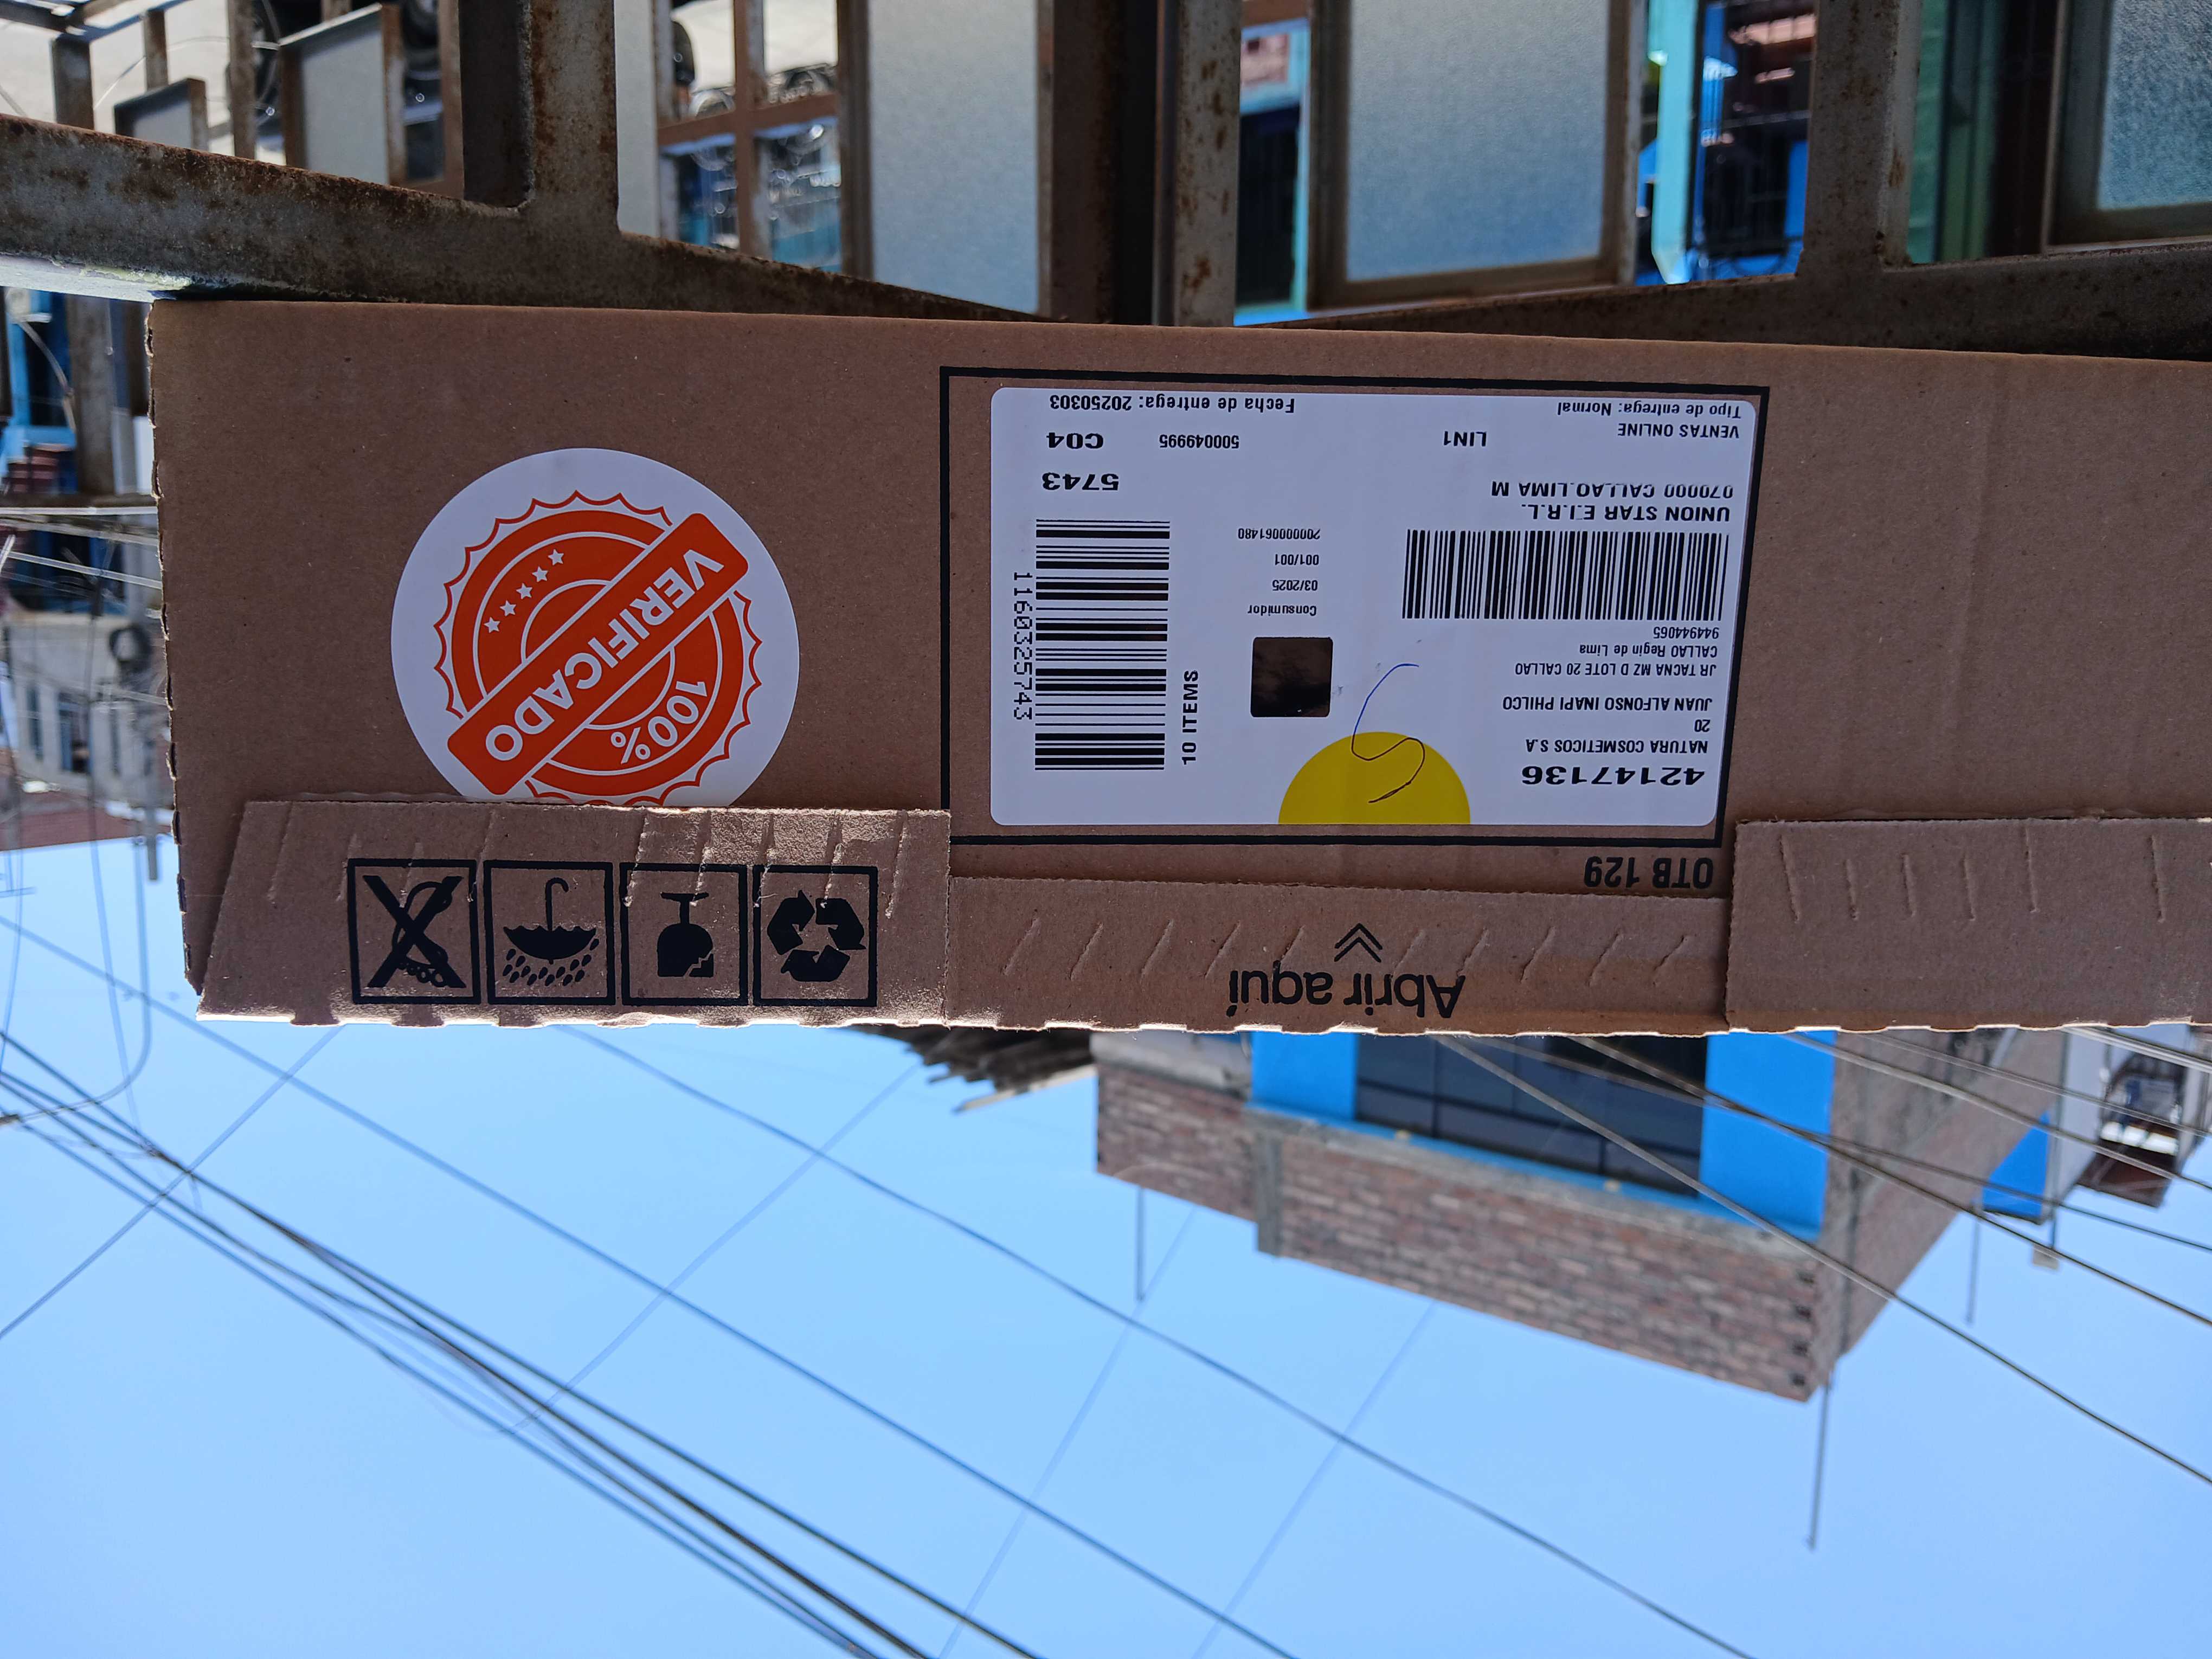 Abrir aquí
OTB 129
42147136
NATURA COSMETICOS S.A
20
JUAN ALFONSO INAPI PHILCO
JR TACNA MZ D LOTE 20 CALLAO
CALLAO Regin de Lima
944944065
UNION STAR E.I.R.L.
070000 CALLAO.LIMA M
VENTAS ONLINE
LIN1
Tipo de entrega: Normal
Consumidor
03/2025
001/001
200000061480
10 ITEMS
1160325743
5743
500049995
C04
Fecha de entrega: 20250303
100%
VERIFICADO